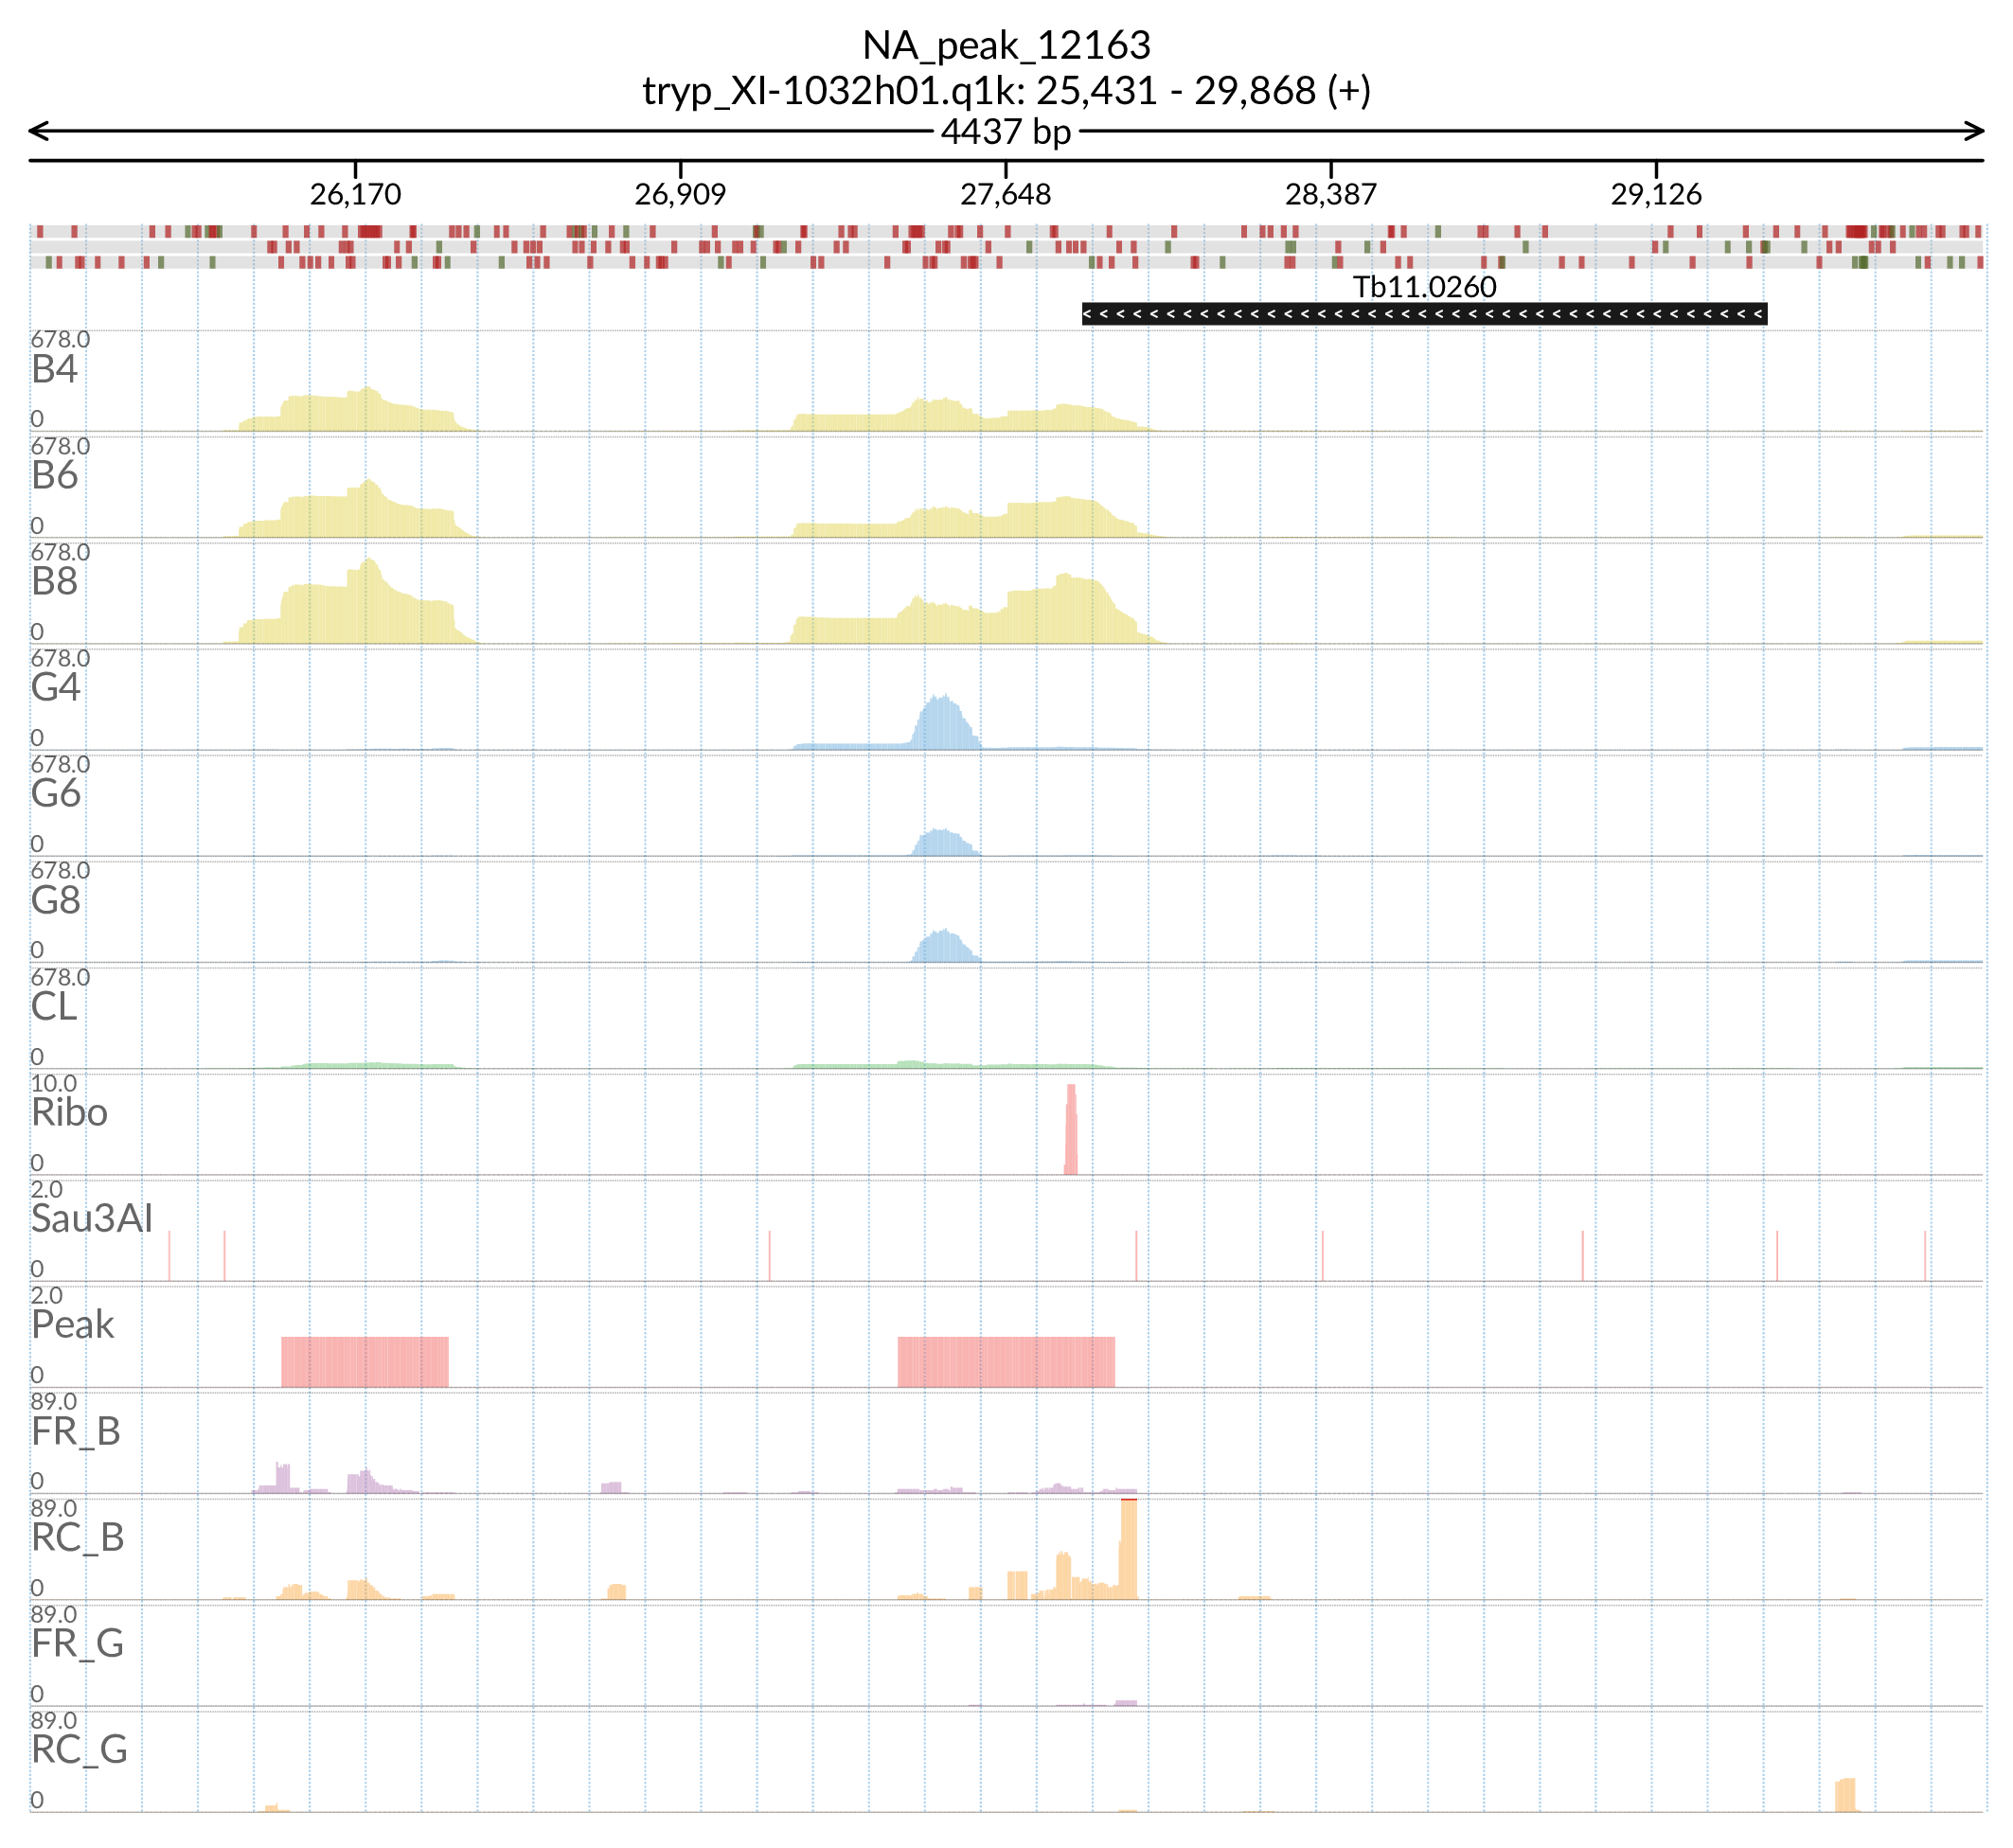 NA_peak_12163
tryp_XI-1032h01.q1k: 25,431 - 29,868 (+)
4437 bp
26,170 26,909 27,648 28,387 29,126
Tb11.0260
678.0
B4
0
678.0
B6
0
678.0
B8
0
678.0
G4
0
678.0
G6
0
678.0
G8
0
678.0
CL
0
10.0
Ribo
0
2.0
Sau3AI
0
2.0
Peak
0
89.0
FR_B
0
89.0
RC_B
0
89.0
FR_G
0
89.0
RC_G
0